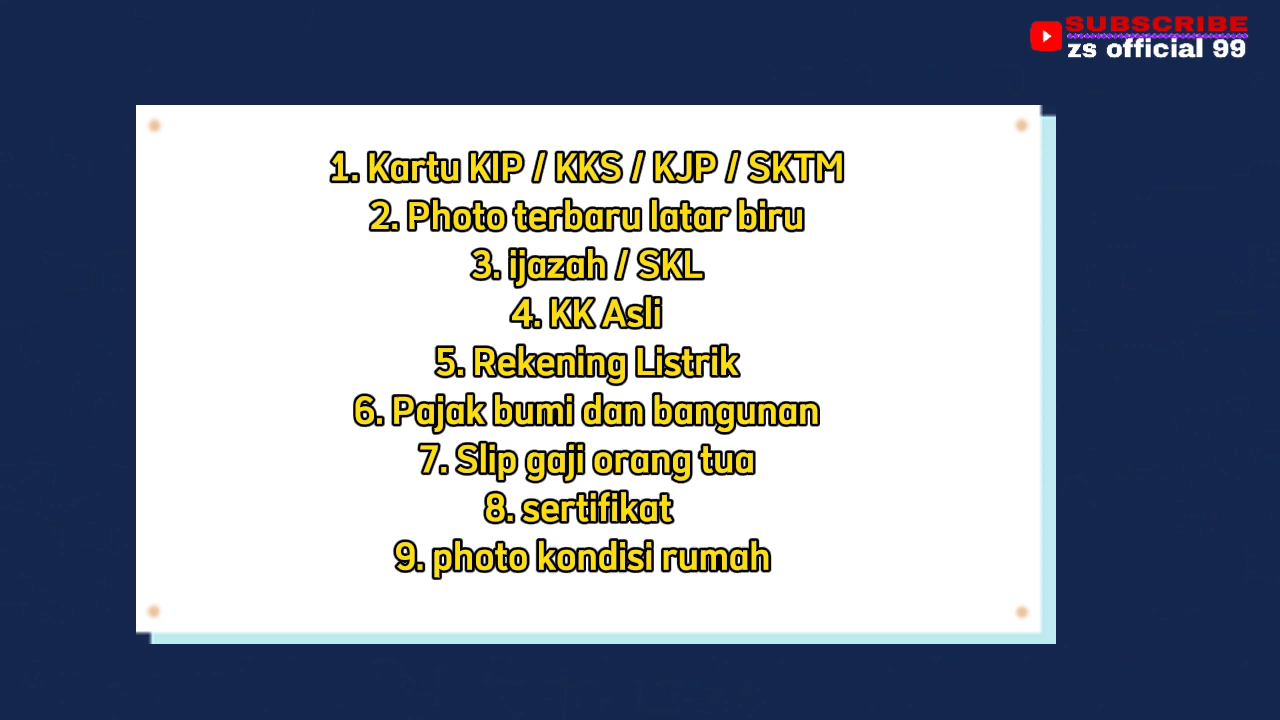 SUBSCRIBE
zs official 99
1. Kartu KIP / KKS / KJP / SKTM
2. Photo terbaru latar biru
3. ijazah / SKL
4. KK Asli
5. Rekening Listrik
6. Pajak bumi dan bangunan
7. Slip gaji orang tua
8. sertifikat
9. photo kondisi rumah